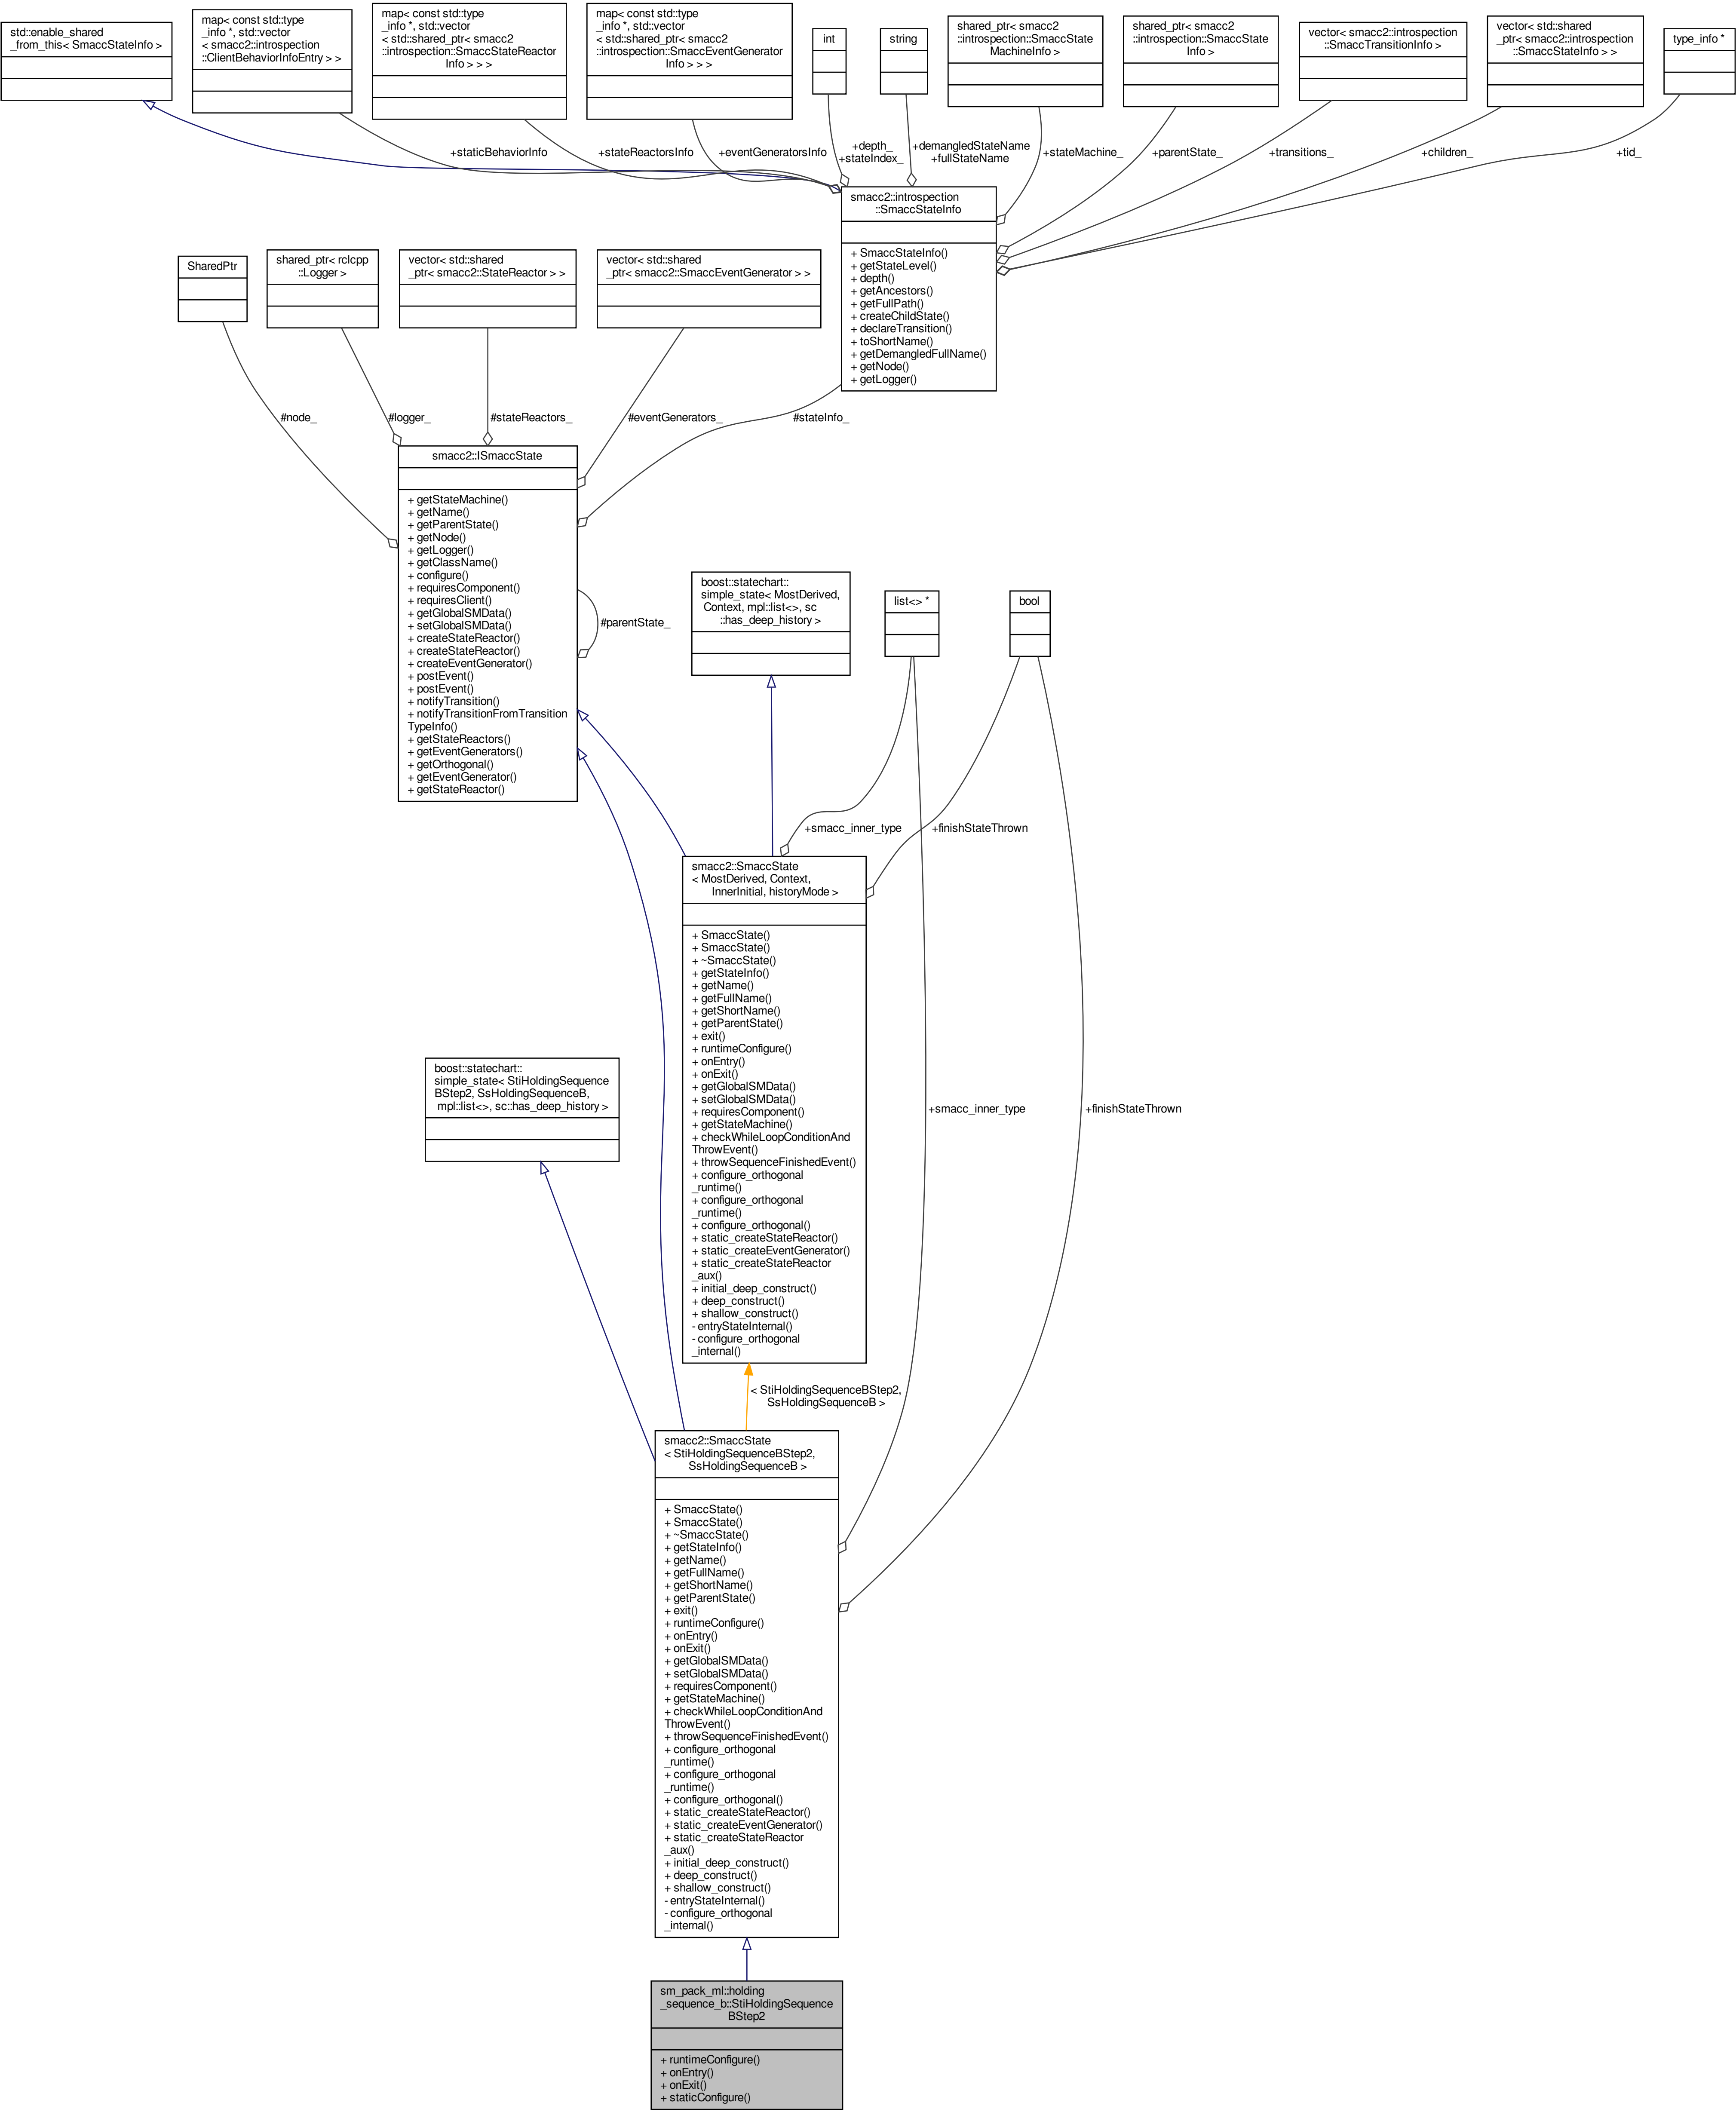 std::enable_shared
_from_this< SmaccStateInfo >
map< const std::type
_info *, std::vector
< smacc2::introspection
::ClientBehaviorInfoEntry > >
map< const std::type
_info *, std::vector
< std::shared_ptr< smacc2
::introspection::SmaccStateReactor
Info > > >
map< const std::type
_info *, std::vector
< std::shared_ptr< smacc2
::introspection::SmaccEventGenerator
Info > > >
int
string
shared_ptr< smacc2
::introspection::SmaccState
MachineInfo >
shared_ptr< smacc2
::introspection::SmaccState
Info >
vector< smacc2::introspection
::SmaccTransitionInfo >
vector< std::shared
_ptr< smacc2::introspection
::SmaccStateInfo > >
type_info *
+staticBehaviorInfo
+stateReactorsInfo
+eventGeneratorsInfo
+depth_
+stateIndex_
+demangledStateName
+fullStateName
+stateMachine_
+parentState_
+transitions_
+children_
+tid_
smacc2::introspection
::SmaccStateInfo
+ SmaccStateInfo()
+ getStateLevel()
+ depth()
+ getAncestors()
+ getFullPath()
+ createChildState()
+ declareTransition()
+ toShortName()
+ getDemangledFullName()
+ getNode()
+ getLogger()
SharedPtr
shared_ptr< rclcpp
::Logger >
vector< std::shared
_ptr< smacc2::StateReactor > >
vector< std::shared
_ptr< smacc2::SmaccEventGenerator > >
#node_
#logger_
#stateReactors_
#eventGenerators_
#stateInfo_
smacc2::ISmaccState
+ getStateMachine()
+ getName()
+ getParentState()
+ getNode()
+ getLogger()
+ getClassName()
+ configure()
+ requiresComponent()
+ requiresClient()
+ getGlobalSMData()
+ setGlobalSMData()
+ createStateReactor()
+ createStateReactor()
+ createEventGenerator()
+ postEvent()
+ postEvent()
+ notifyTransition()
+ notifyTransitionFromTransition
TypeInfo()
+ getStateReactors()
+ getEventGenerators()
+ getOrthogonal()
+ getEventGenerator()
+ getStateReactor()
#parentState_
boost::statechart::
simple_state< MostDerived,
Context, mpl::list<>, sc
::has_deep_history >
list<> *
bool
+smacc_inner_type
+finishStateThrown
smacc2::SmaccState
< MostDerived, Context,
InnerInitial, historyMode >
+ SmaccState()
+ SmaccState()
+ ~SmaccState()
+ getStateInfo()
+ getName()
+ getFullName()
+ getShortName()
+ getParentState()
+ exit()
+ runtimeConfigure()
+ onEntry()
+ onExit()
+ getGlobalSMData()
+ setGlobalSMData()
+ requiresComponent()
+ getStateMachine()
+ checkWhileLoopConditionAnd
ThrowEvent()
+ throwSequenceFinishedEvent()
+ configure_orthogonal
_runtime()
+ configure_orthogonal
_runtime()
+ configure_orthogonal()
+ static_createStateReactor()
+ static_createEventGenerator()
+ static_createStateReactor
_aux()
+ initial_deep_construct()
+ deep_construct()
+ shallow_construct()
- entryStateInternal()
- configure_orthogonal
_internal()
boost::statechart::
simple_state< StiHoldingSequence
BStep2, SsHoldingSequenceB,
mpl::list<>, sc::has_deep_history >
+smacc_inner_type
+finishStateThrown
< StiHoldingSequenceBStep2,
SsHoldingSequenceB >
smacc2::SmaccState
< StiHoldingSequenceBStep2,
SsHoldingSequenceB >
+ SmaccState()
+ SmaccState()
+ ~SmaccState()
+ getStateInfo()
+ getName()
+ getFullName()
+ getShortName()
+ getParentState()
+ exit()
+ runtimeConfigure()
+ onEntry()
+ onExit()
+ getGlobalSMData()
+ setGlobalSMData()
+ requiresComponent()
+ getStateMachine()
+ checkWhileLoopConditionAnd
ThrowEvent()
+ throwSequenceFinishedEvent()
+ configure_orthogonal
_runtime()
+ configure_orthogonal
_runtime()
+ configure_orthogonal()
+ static_createStateReactor()
+ static_createEventGenerator()
+ static_createStateReactor
_aux()
+ initial_deep_construct()
+ deep_construct()
+ shallow_construct()
- entryStateInternal()
- configure_orthogonal
_internal()
sm_pack_ml::holding
_sequence_b::StiHoldingSequence
BStep2
+ runtimeConfigure()
+ onEntry()
+ onExit()
+ staticConfigure()